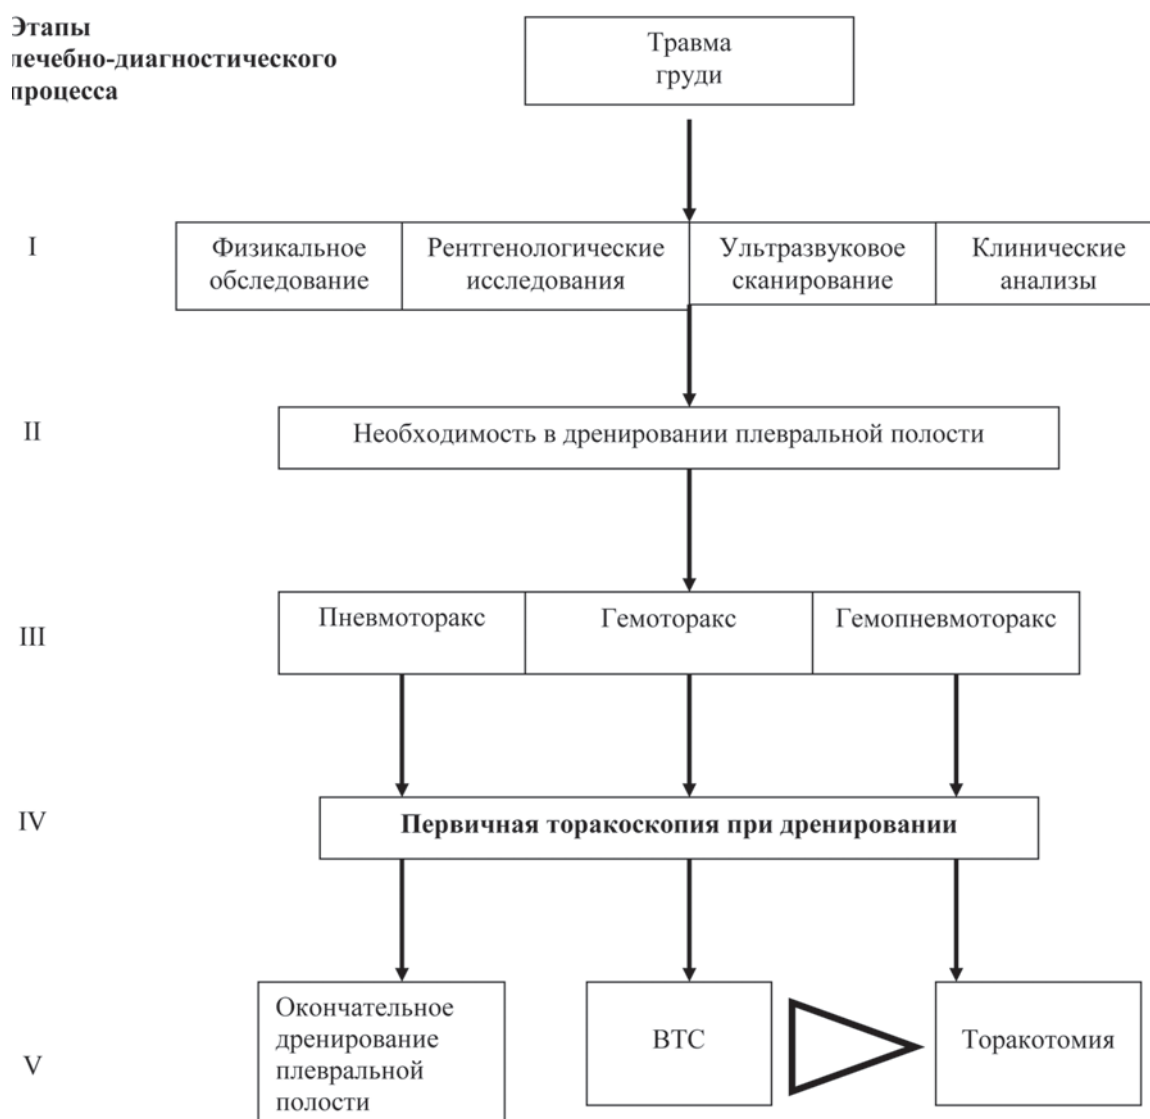 Этапы
лечебно-диагностического
процесса
Травма
груди
I
Физикальное
обследование
Рентгенологические
исследования
Ультразвуковое
сканирование
Клинические
анализы
II
Необходимость в дренировании плевральной полости
III
Пневмоторакс
Гемоторакс
Гемопневмоторакс
IV
Первичная торакоскопия при дренировании
V
Окончательное
дренирование
плевральной
полости
ВТС
Торакотомия